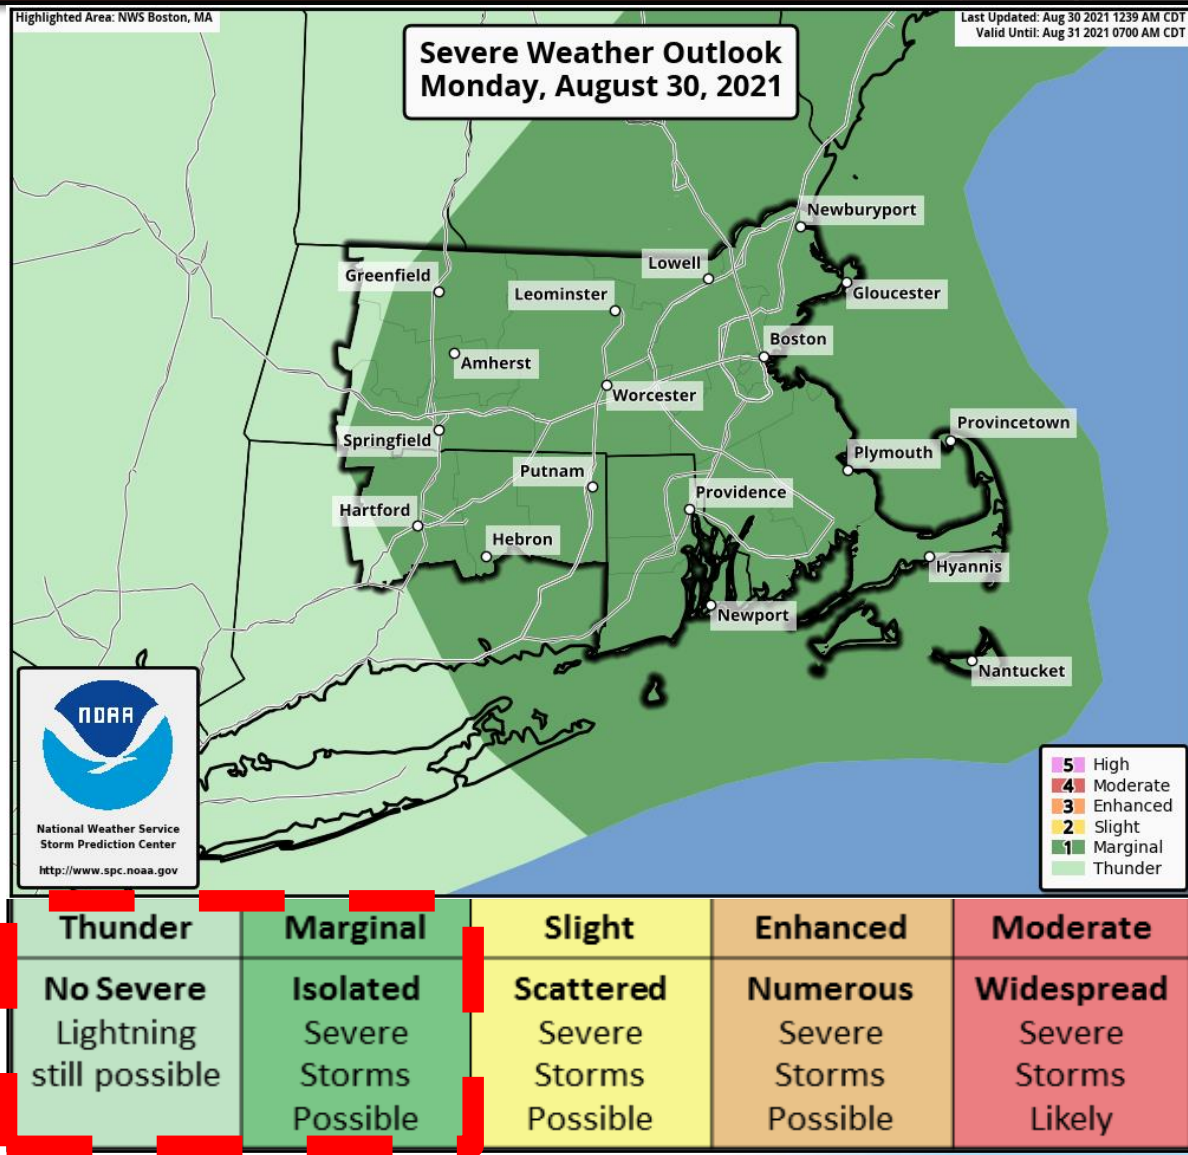 Highlighted Area: NWS Boston, MA
Last Updated: Aug 30 2021 1239 AM CDT
Valid Until: Aug 31 2021 0700 AM CDT
Severe Weather Outlook
Monday, August 30, 2021
Newburyport
Lowell
Greenfield
Leominster
Gloucester
Boston
Amherst
Worcester
Provincetown
Springfield
Plymouth
Putnam
Providence
Hartford
Hebron
Hyannis
Newport
Nantucket
NOAA
National Weather Service
Storm Prediction Center
http://www.spc.noaa.gov
5 High
4 Moderate
3 Enhanced
2 Slight
1 Marginal
Thunder
Thunder
No Severe
Lightning
still possible
Marginal
Isolated
Severe
Storms
Possible
Slight
Scattered
Severe
Storms
Possible
Enhanced
Numerous
Severe
Storms
Possible
Moderate
Widespread
Severe
Storms
Likely